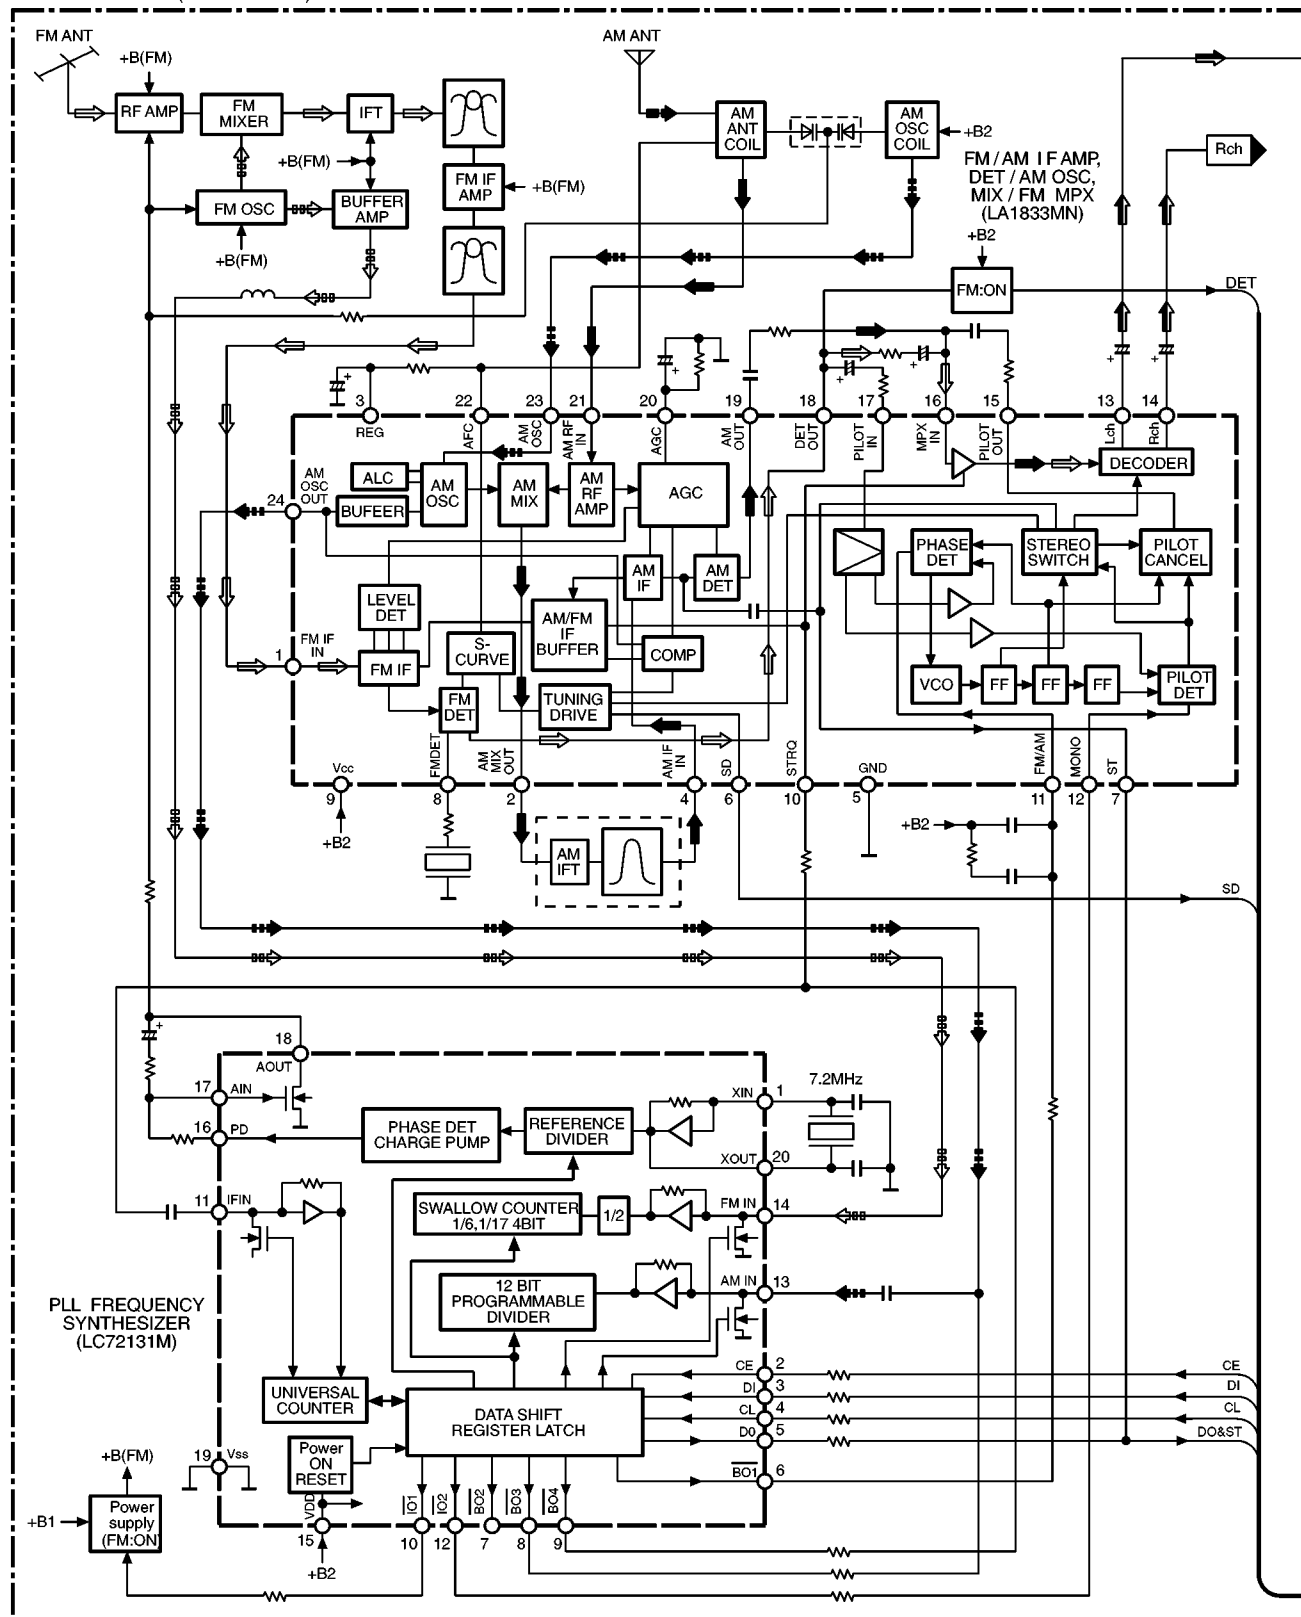 FM ANT
AM ANT
+B(FM)
RF AMP
FM
MIXER
IFT
AM
ANT
COIL
AM
OSC
COIL
+B2
Rch
FM / AM I F AMP,
DET / AM OSC,
MIX / FM MPX
(LA1833MN)
+B(FM)
FM IF
AMP
+B(FM)
FM OSC
BUFFER
AMP
+B(FM)
+B2
FM:ON
DET
3
22
23
21
20
19
18
17
16
15
13
14
REG
AFC
AM
OSC
AM RF
IN
AGC
AM
OUT
DET
OUT
PILOT
IN
MPX
IN
PILOT
OUT
Lch
Rch
AM
OSC
OUT
24
ALC
BUFEER
AM
OSC
AM
MIX
AM
RF
AMP
AGC
DECODER
PHASE
DET
STEREO
SWITCH
PILOT
CANCEL
LEVEL
DET
AM
IF
AM
DET
AM/FM
IF
BUFFER
FM IF
IN
1
FM IF
S-
CURVE
COMP
FM
DET
TUNING
DRIVE
VCO
FF
FF
FF
PILOT
DET
Vcc
FMDET
AM
MIX
OUT
AM IF
IN
SD
STRQ
GND
FM/AM
MONO
ST
9
8
2
4
6
10
5
11
12
7
+B2
+B2
AM
IFT
SD
18
AOUT
17
AIN
16
PD
PHASE DET
CHARGE PUMP
REFERENCE
DIVIDER
XIN
1
7.2MHz
XOUT
20
11
IFIN
SWALLOW COUNTER
1/6,1/17 4BIT
1/2
FM IN
14
12 BIT
PROGRAMMABLE
DIVIDER
AM IN
13
PLL FREQUENCY
SYNTHESIZER
(LC72131M)
UNIVERSAL
COUNTER
DATA SHIFT
REGISTER LATCH
CE
2
CE
DI
3
DI
CL
4
CL
D0
5
DO&ST
BO1
6
19
Vss
Power
ON
RESET
VDD
IO1
IO2
BO2
BO3
BO4
15
10
12
7
8
9
+B2
+B(FM)
+B1
Power
supply
(FM:ON)